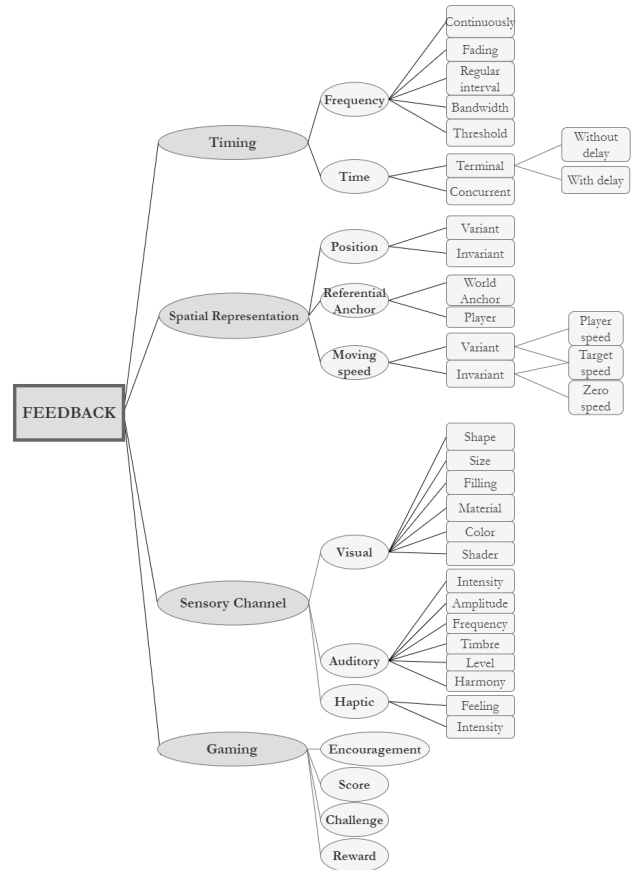 Continuously
Fading
Regular
interval
Frequency
Bandwidth
Threshold
Timing
Without
delay
Terminal
Time
With delay
Concurrent
Variant
Position
Invariant
World
Anchor
Referential
Anchor
Player
Spatial Representation
Player
speed
Variant
Moving
speed
Target
speed
Invariant
Zero
speed
FEEDBACK
Shape
Size
Filling
Material
Color
Visual
Shader
Intensity
Amplitude
Sensory Channel
Frequency
Timbre
Auditory
Level
Harmony
Haptic
Feeling
Intensity
Gaming
Encouragement
Score
Challenge
Reward